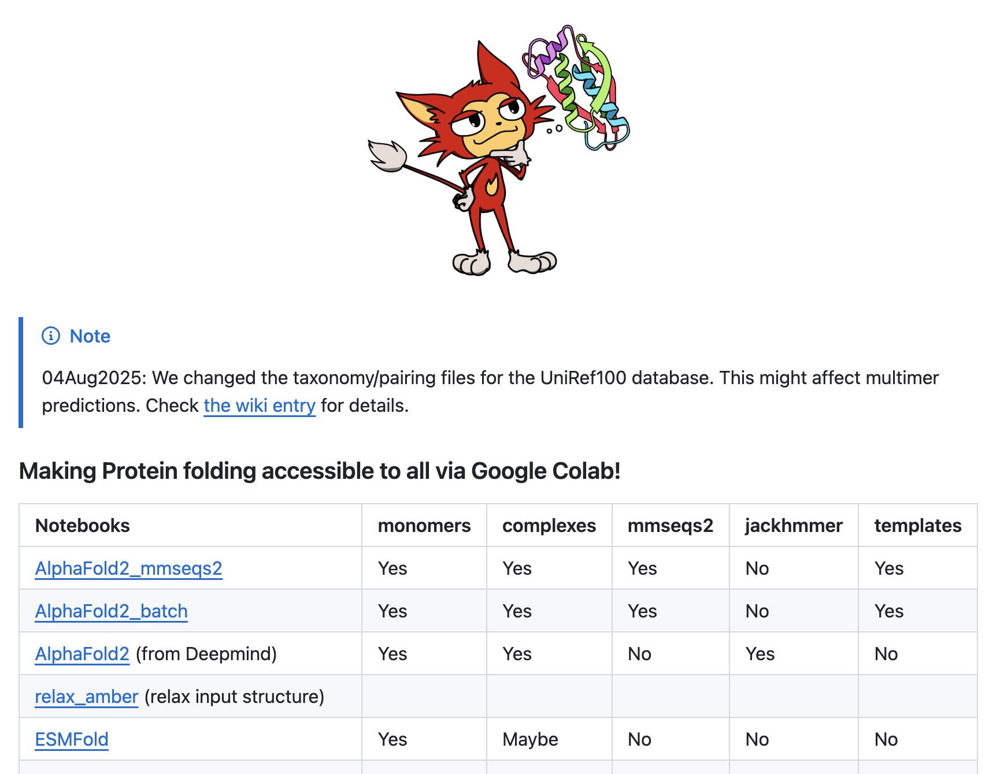 Note
04Aug2025: We changed the taxonomy/pairing files for the UniRef100 database. This might affect multimer
predictions. Check the wiki entry for details.
Making Protein folding accessible to all via Google Colab!
Notebooks monomers complexes mmseqs2 jackhmmer templates
AlphaFold2_mmseqs2 Yes Yes Yes No Yes
AlphaFold2_batch Yes Yes Yes No Yes
AlphaFold2 (from Deepmind) Yes Yes No Yes No
relax_amber (relax input structure)
ESMFold Yes Maybe No No No